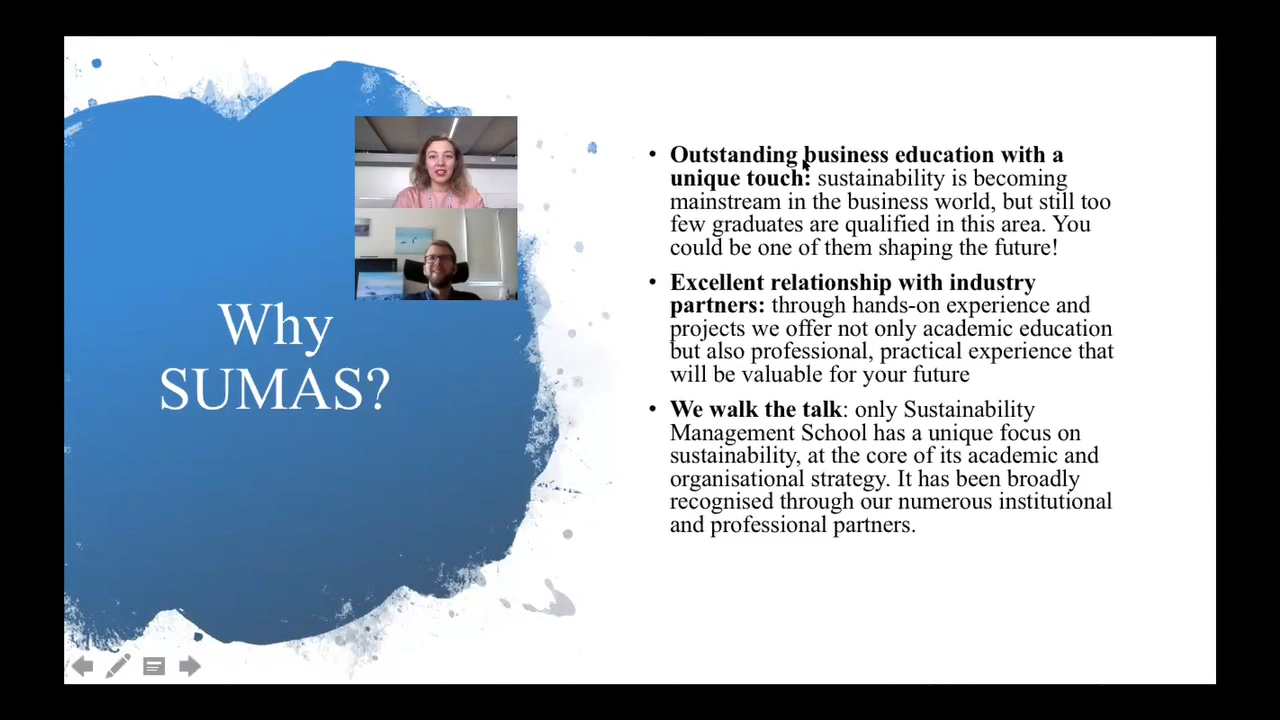 Why
SUMAS?
• Outstanding business education with a
unique touch: sustainability is becoming
mainstream in the business world, but still too
few graduates are qualified in this area. You
could be one of them shaping the future!
• Excellent relationship with industry
partners: through hands-on experience and
projects we offer not only academic education
but also professional, practical experience that
will be valuable for your future
• We walk the talk: only Sustainability
Management School has a unique focus on
sustainability, at the core of its academic and
organisational strategy. It has been broadly
recognised through our numerous institutional
and professional partners.